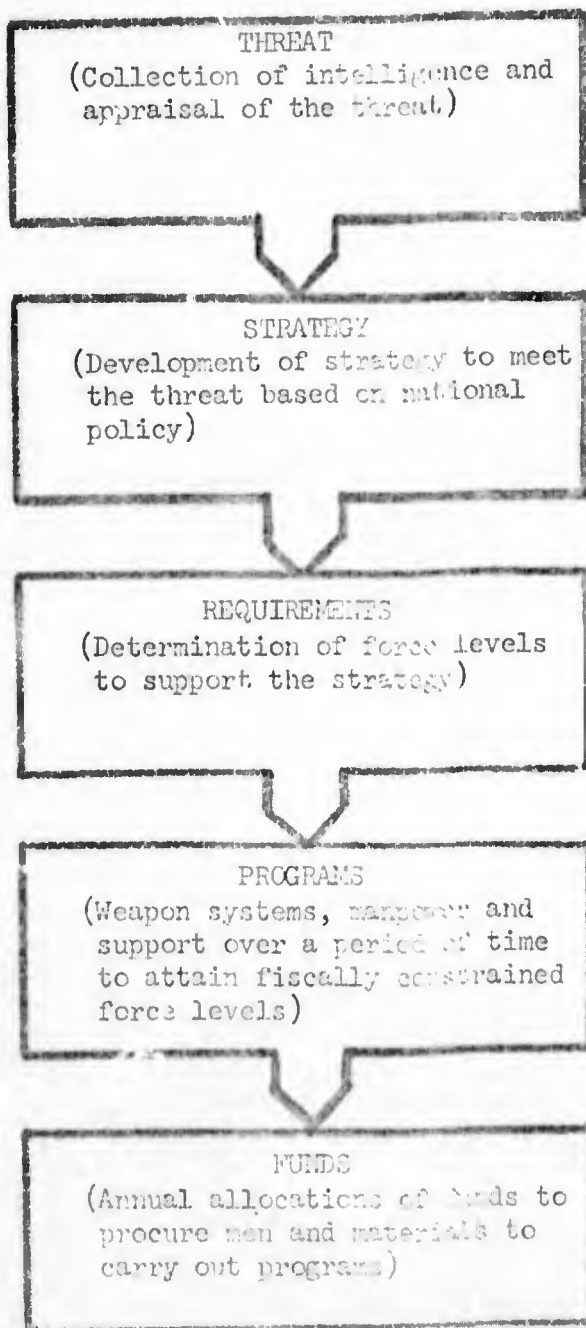 THREAT
(Collection of intelligence and
appraisal of the threat)
STRATEGY
(Development of strategy to meet
the threat based on national
policy)
REQUIREMENTS
(Determination of force levels
to support the strategy)
PROGRAMS
(Weapon systems, manpower and
support over a period of time
to attain fiscally constrained
force levels)
FUNDS
(Annual allocations of funds to
procure men and materials to
carry out programs)